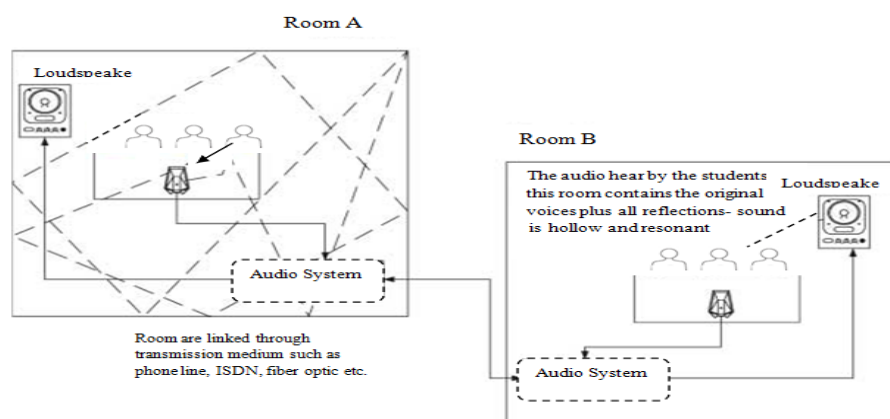 Room A
Loudspeake
Audio System
Room are linked through
transmission medium such as
phone line, ISDN, fiber optic etc.
Room B
The audio hear by the students
this room contains the original
voices plus all reflections- sound
is hollow and resonant
Loudspeake
Audio System